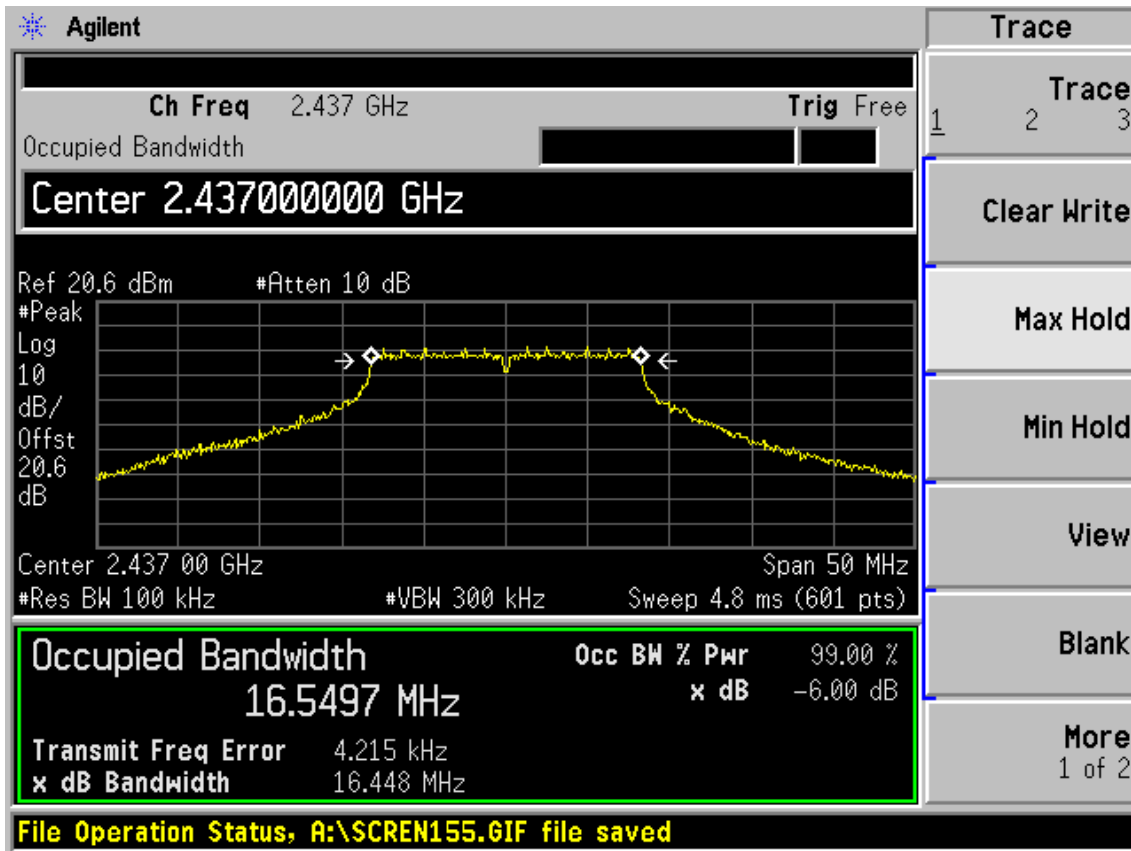 Agilent
Trace
Ch Freq 2.437 GHz Trig Free
Occupied Bandwidth
Center 2.437000000 GHz
Ref 20.6 dBm #Atten 10 dB
#Peak
Log
10
dB/
Offst
20.6
dB
Center 2.437 00 GHz Span 50 MHz
#Res BW 100 kHz #VBW 300 kHz Sweep 4.8 ms (601 pts)
Occupied Bandwidth
16.5497 MHz
Occ BW % Pwr 99.00 %
x dB -6.00 dB
Transmit Freq Error 4.215 kHz
x dB Bandwidth 16.448 MHz
File Operation Status, A:\SCREN155.GIF file saved
Trace
1 2 3
Clear Write
Max Hold
Min Hold
View
Blank
More
1 of 2